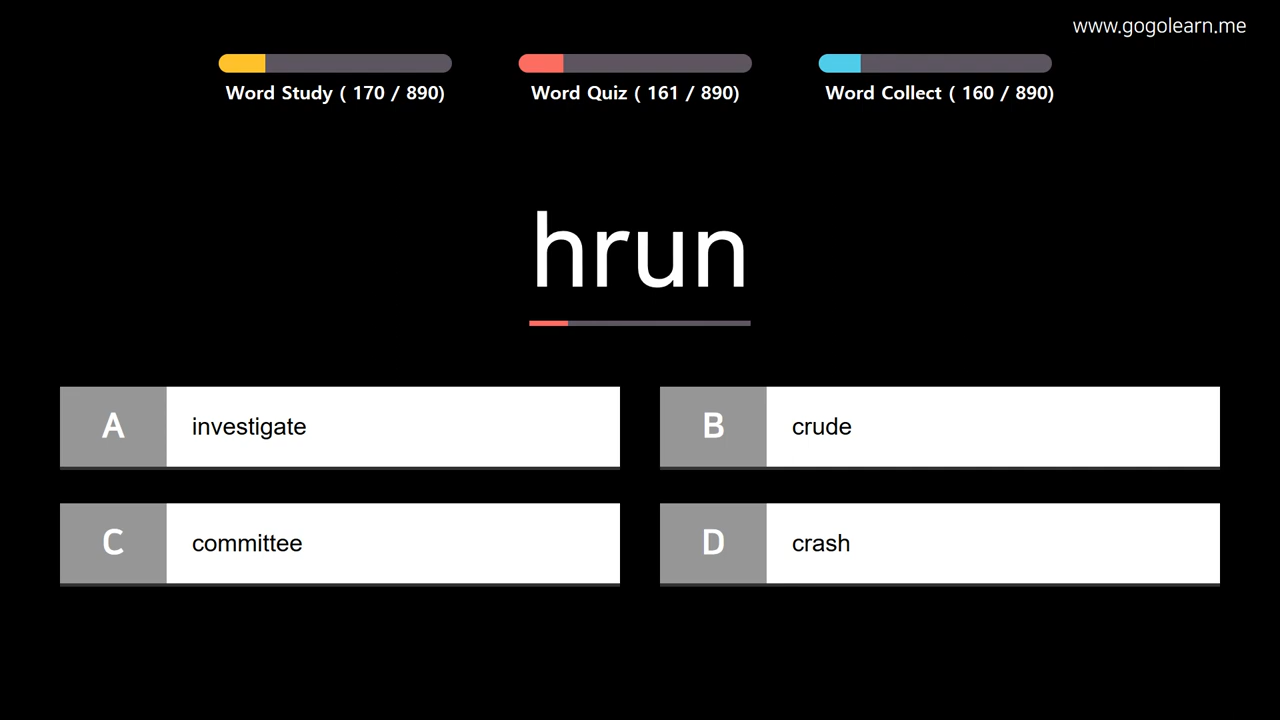 www.gogolearn.me
Word Study ( 170 / 890)
Word Quiz ( 161 / 890)
Word Collect ( 160 / 890)
hrun
A investigate
B crude
C committee
D crash